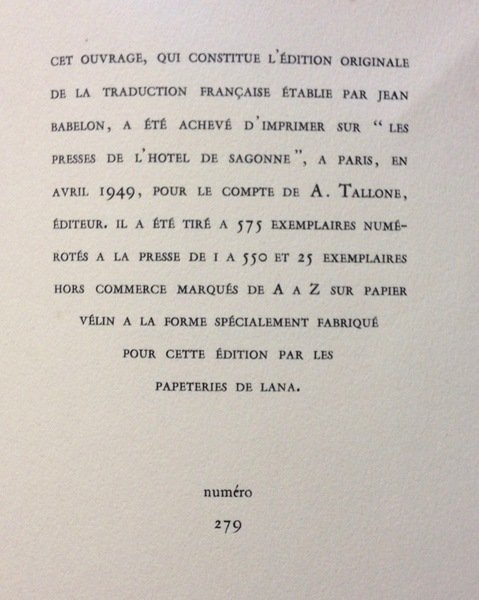 CET OUVRAGE, QUI CONSTITUE L'ÉDITION ORIGINALE
DE LA TRADUCTION FRANÇAISE ÉTABLIE PAR JEAN
BABELON, A ÉTÉ ACHEVÉ D'IMPRIMER SUR “ LES
PRESSES DE L'HOTEL DE SAGONNE ”, A PARIS, EN
AVRIL 1949, POUR LE COMPTE DE A. TALLONE,
ÉDITEUR. IL A ÉTÉ TIRÉ A 575 EXEMPLAIRES NUMÉ-
ROTÉS A LA PRESSE DE 1 A 550 ET 25 EXEMPLAIRES
HORS COMMERCE MARQUÉS DE A A Z SUR PAPIER
VÉLIN A LA FORME SPÉCIALEMENT FABRIQUÉ
POUR CETTE ÉDITION PAR LES
PAPETERIES DE LANA.
numéro
279